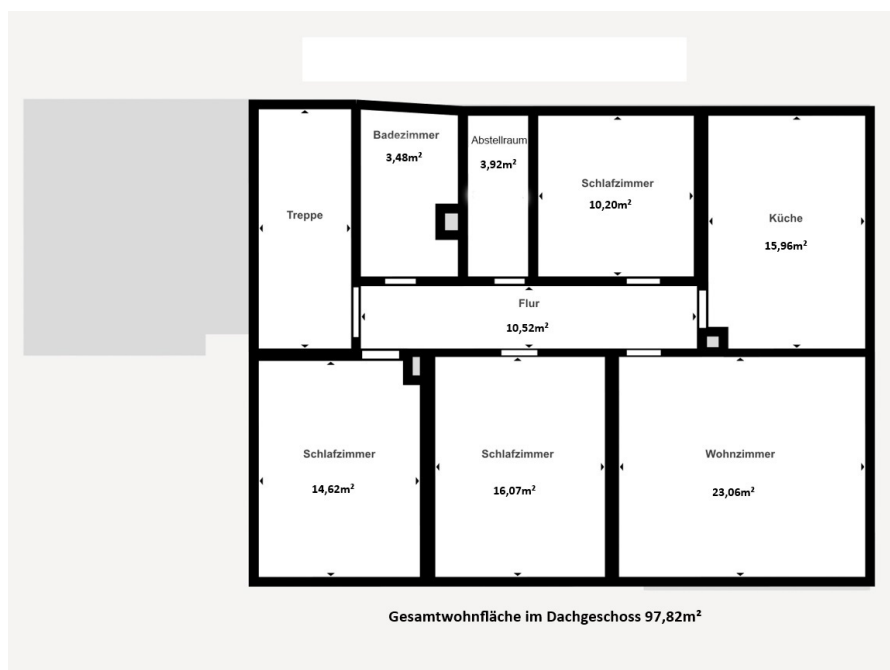 Badezimmer
3,48m²
Abstellraum
3,92m²
Schlafzimmer
10,20m²
Treppe
Küche
15,96m²
Flur
10,52m²
Schlafzimmer
14,62m²
Schlafzimmer
16,07m²
Wohnzimmer
23,06m²
Gesamtwohnfläche im Dachgeschoss 97,82m²